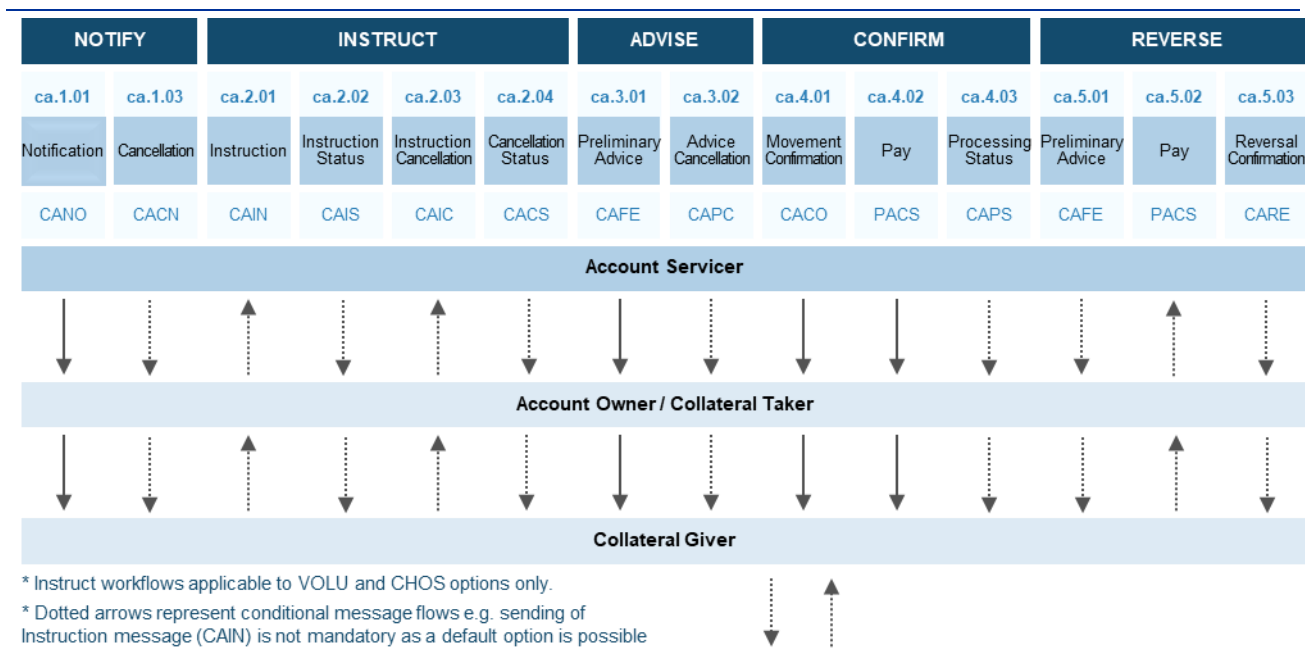 NOTIFY INSTRUCT ADVISE CONFIRM REVERSE
ca.1.01 ca.1.03 ca.2.01 ca.2.02 ca.2.03 ca.2.04 ca.3.01 ca.3.02 ca.4.01 ca.4.02 ca.4.03 ca.5.01 ca.5.02 ca.5.03
Notification Cancellation Instruction Instruction Status Instruction Cancellation Cancellation Status Preliminary Advice Advice Cancellation Movement Confirmation Pay Processing Status Preliminary Advice Pay Reversal Confirmation
CANO CACN CAIN CAIS CAIC CACS CAFE CAPC CACO PACS CAPS CAFE PACS CARE
Account Servicer
Account Owner / Collateral Taker
Collateral Giver
* Instruct workflows applicable to VOLU and CHOS options only.
* Dotted arrows represent conditional message flows e.g. sending of
Instruction message (CAIN) is not mandatory as a default option is possible